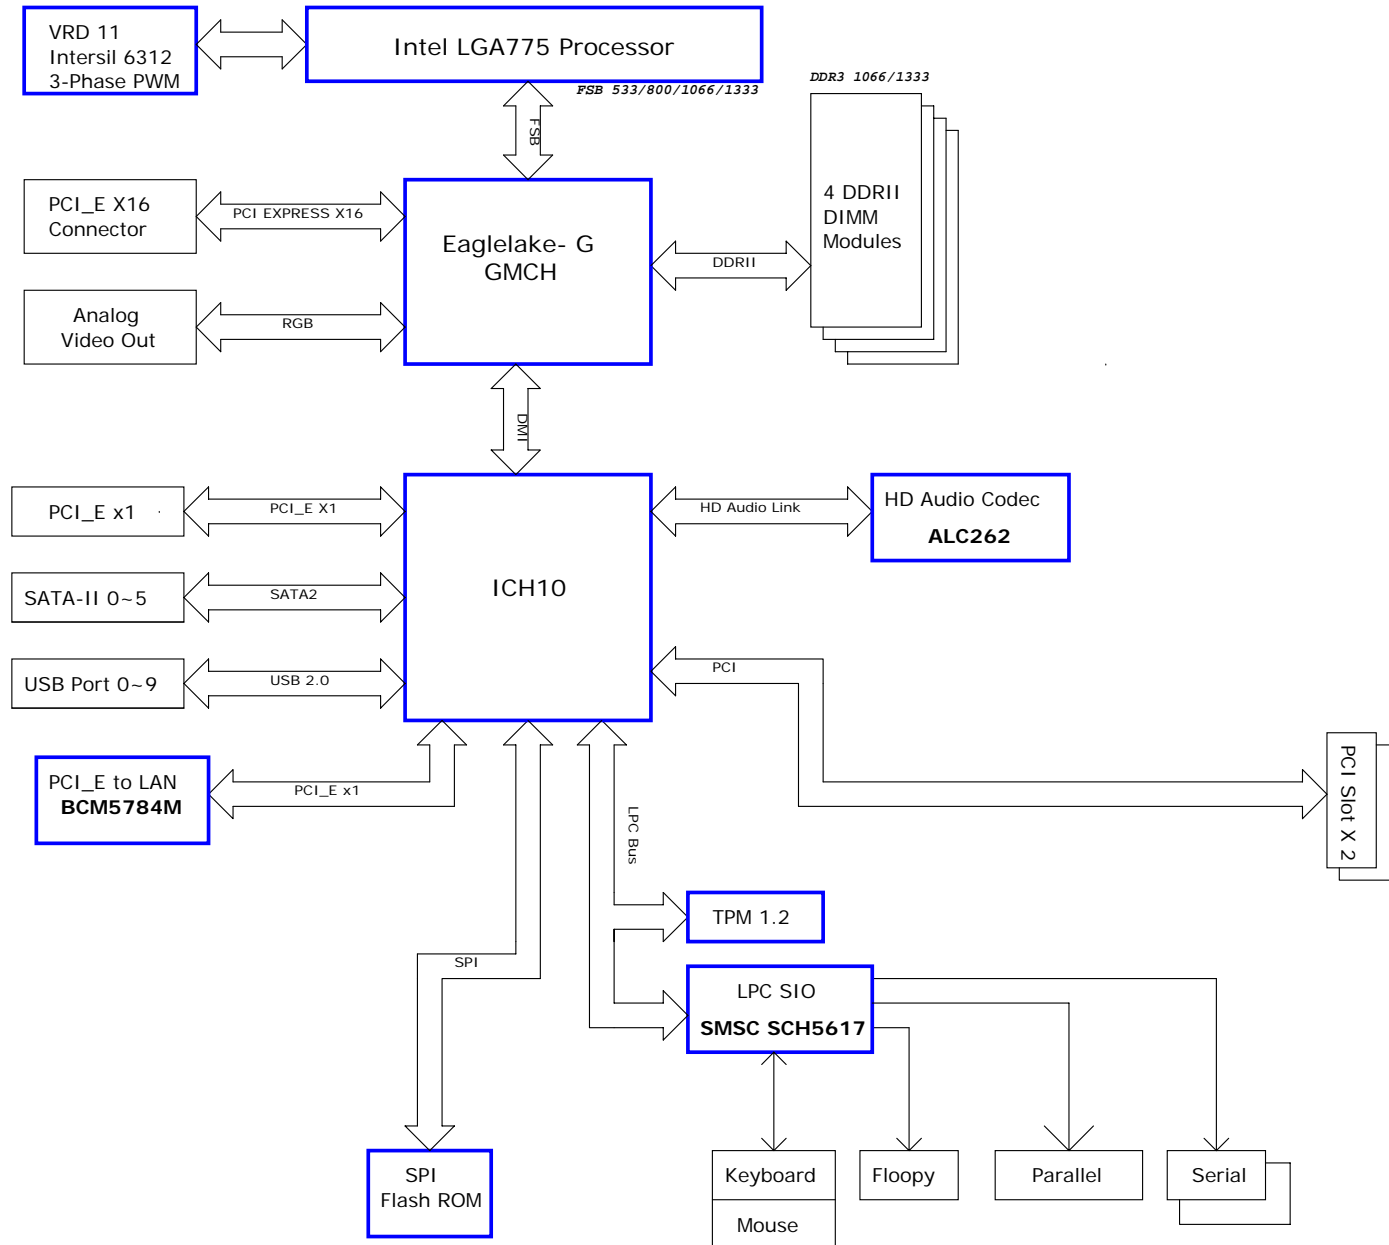 VRD 11
Intersil 6312
3-Phase PWM
Intel LGA775 Processor
FSB 533/800/1066/1333
DDR3 1066/1333
FSB
PCI_E X16
Connector
PCI EXPRESS X16
Eaglelake- G
GMCH
DDRII
4 DDRII
DIMM
Modules
Analog
Video Out
RGB
DMI
PCI_E x1
PCI_E X1
ICH10
HD Audio Link
HD Audio Codec
ALC262
SATA-II 0~5
SATA2
USB Port 0~9
USB 2.0
PCI
PCI_E to LAN
BCM5784M
PCI_E x1
LPC Bus
PCI Slot X 2
TPM 1.2
SPI
LPC SIO
SMSC SCH5617
SPI
Flash ROM
Keyboard
Mouse
Floopy
Parallel
Serial